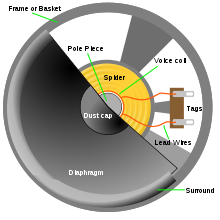 Frame or Basket
Pole Piece
Voice coil
Spider
Dust cap
Tags
Lead Wires
Diaphragm
Surround